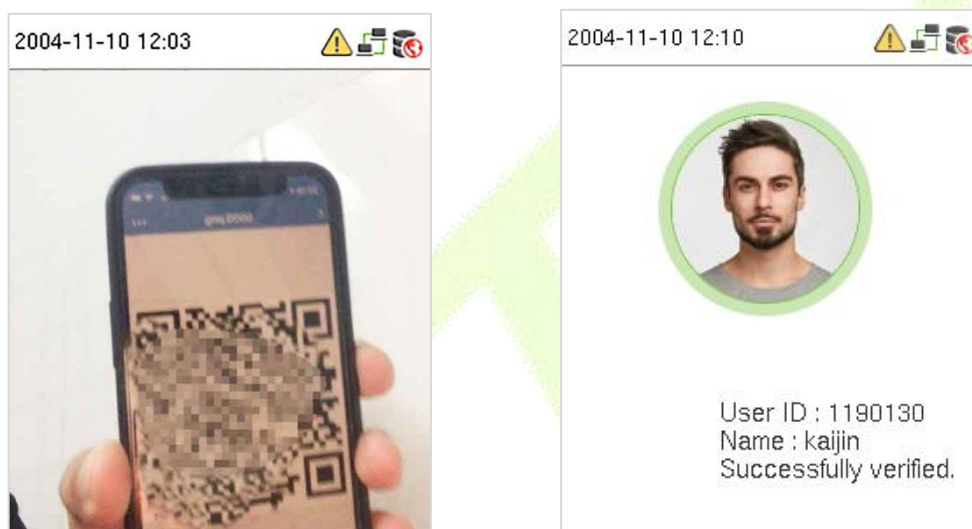 2004-11-10 12:03
2004-11-10 12:10
User ID : 1190130
Name : kaijin
Successfully verified.